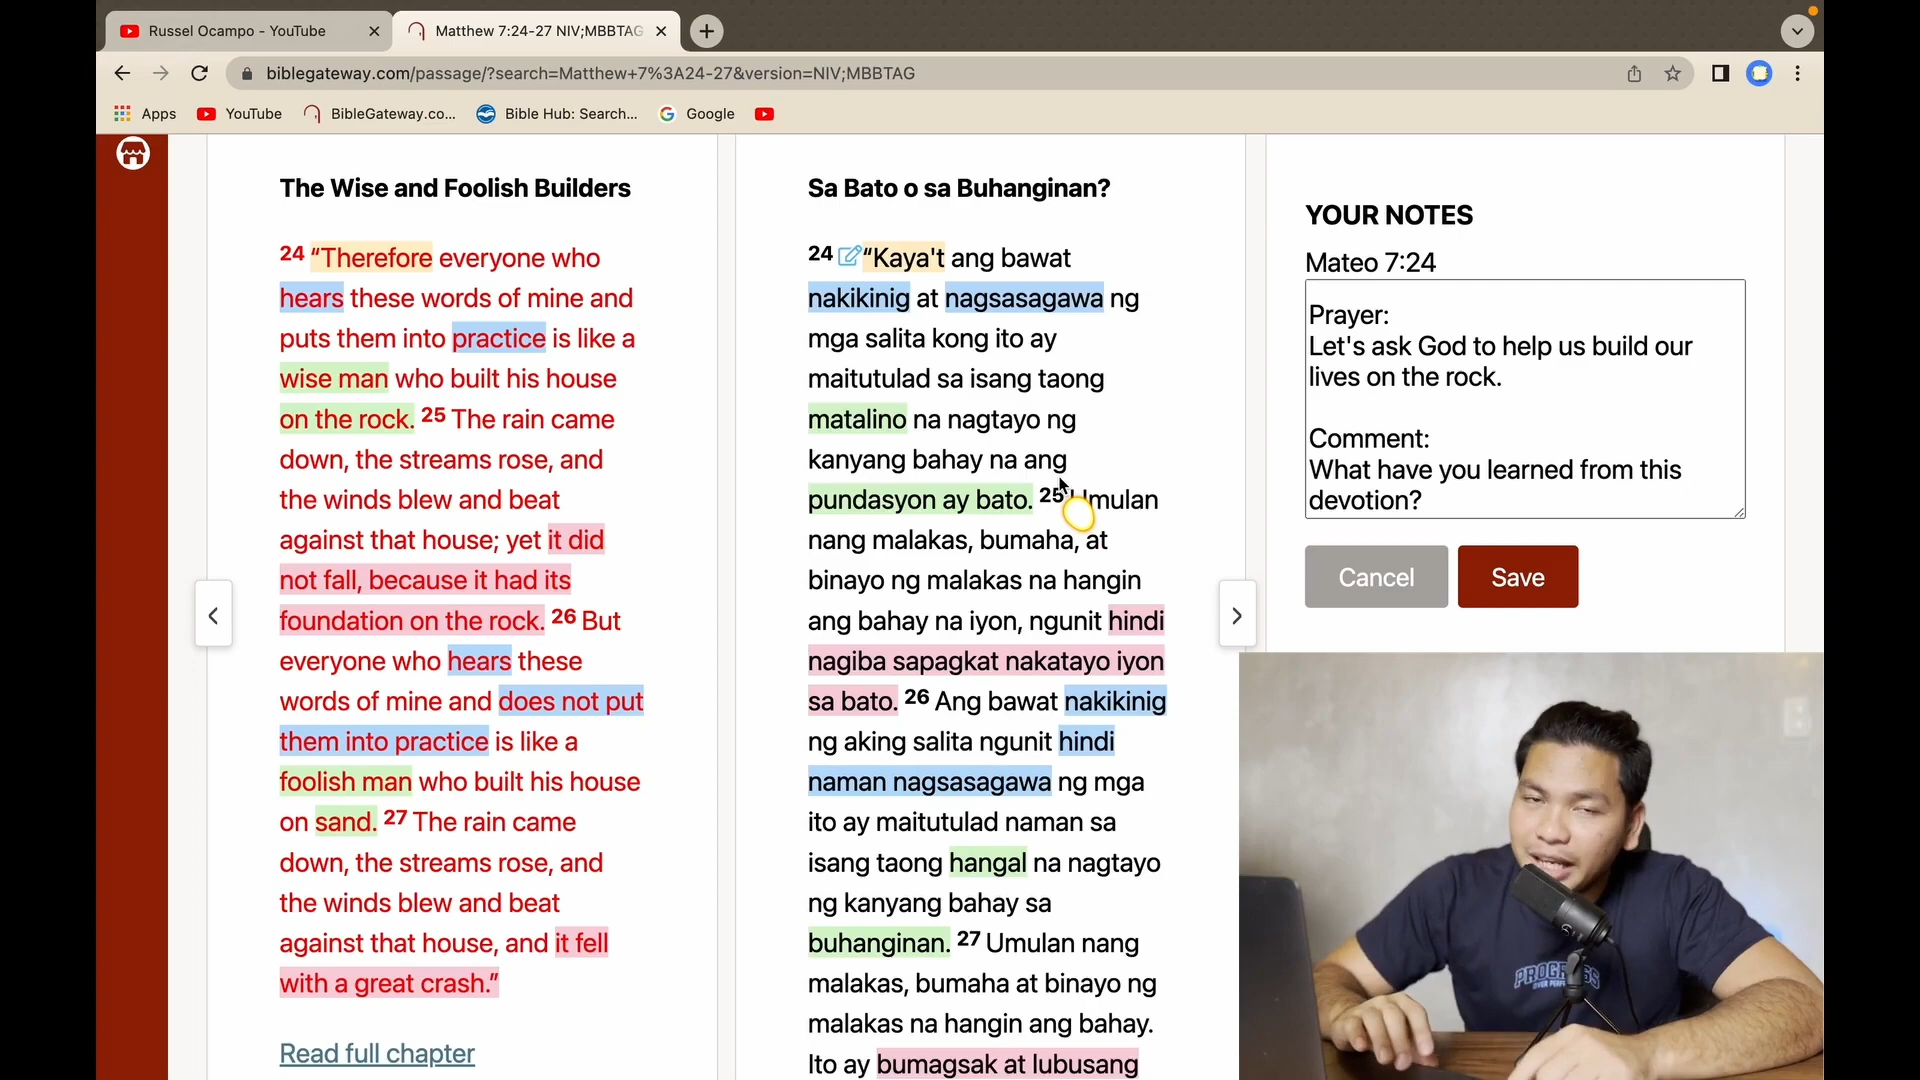 Russel Ocampo - YouTube
Matthew 7:24-27 NIV;MBBTAG
biblegateway.com/passage/?search=Matthew+7%3A24-27&version=NIV;MBBTAG
Apps
YouTube
BibleGateway.co...
Bible Hub: Search...
Google
The Wise and Foolish Builders
24 “Therefore everyone who
hears these words of mine and
puts them into practice is like a
wise man who built his house
on the rock. 25 The rain came
down, the streams rose, and
the winds blew and beat
against that house; yet it did
not fall, because it had its
foundation on the rock. 26 But
everyone who hears these
words of mine and does not put
them into practice is like a
foolish man who built his house
on sand. 27 The rain came
down, the streams rose, and
the winds blew and beat
against that house, and it fell
with a great crash.”
Read full chapter
Sa Bato o sa Buhanginan?
24 “Kaya't ang bawat
nakikinig at nagsasagawa ng
mga salita kong ito ay
maitutulad sa isang taong
matalino na nagtayo ng
kanyang bahay na ang
pundasyon ay bato. 25 Umulan
nang malakas, bumaha, at
binayo ng malakas na hangin
ang bahay na iyon, ngunit hindi
nagiba sapagkat nakatayo iyon
sa bato. 26 Ang bawat nakikinig
ng aking salita ngunit hindi
naman nagsasagawa ng mga
ito ay maitutulad naman sa
isang taong hangal na nagtayo
ng kanyang bahay sa
buhanginan. 27 Umulan nang
malakas, bumaha at binayo ng
malakas na hangin ang bahay.
Ito ay bumagsak at lubusang
YOUR NOTES
Mateo 7:24
Prayer:
Let's ask God to help us build our
lives on the rock.
Comment:
What have you learned from this
devotion?
Cancel
Save
PROGRESS